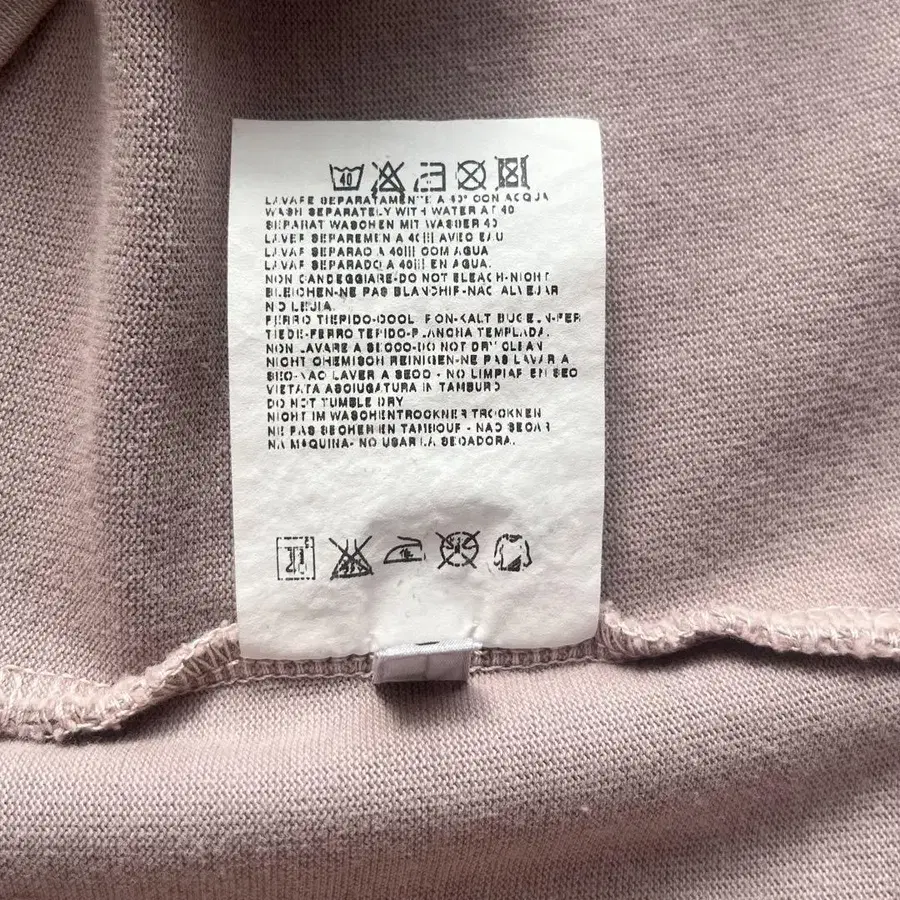 40
LAVARE SEPARATAMENTE A 40° CON ACQUA
WASH SEPARATELY WITH WATER AT 40
SEPARAT WASCHEN MIT WASSER 40
LAVER SEPAREMEN A 40 AVEC EAU
LAVAR SEPARADO A 40 COM AGUA
LAVAR SEPARADO A 40 EN AGUA
NON CANDEGGIARE-DO NOT BLEACH-NICHT
BLEICHEN-NE PAS BLANCHIR-NAO ALVEJAR
NO LEJIA.
FERRO TIEPIDO-COOL IRON-KALT BUGELN-FER
TIEDE-FERRO TEPIDO-PLANCHA TEMPLADA.
NON LAVARE A SECCO-DO NOT DRY CLEAN
NICHT CHEMISCH REINIGEN-NE PAS LAVER A
SEC-NAO LAVER A SECO - NO LIMPIAR EN SEC
VIETATA ASCIUGATURA IN TAMBURO
DO NOT TUMBLE DRY
NICHT IM WASCHENTROCKNER TROCKNEN
NE PAS SECHER EN TAMBOUR - NAO SECAR
NA MAQUINA- NO USAR LA SECADORA.